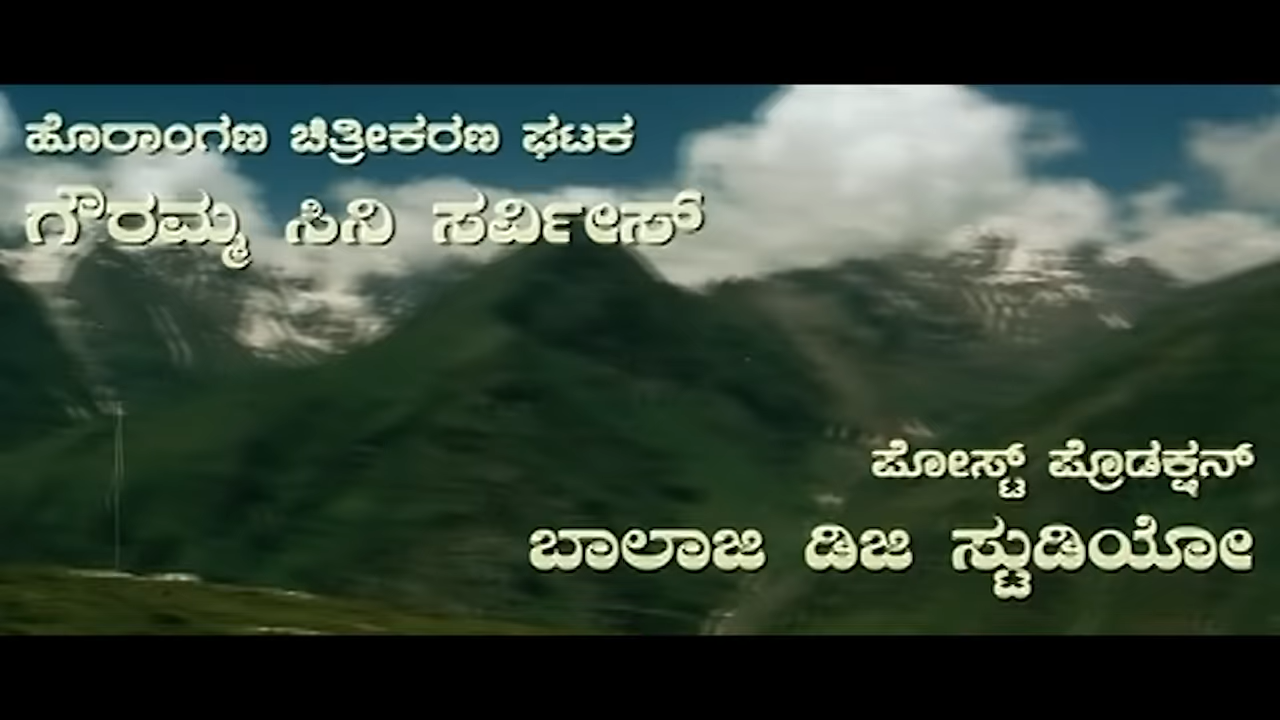 ಹೊರಾಂಗಣ ಚಿತ್ರೀಕರಣ ಘಟಕ
ಗೌರಮ್ಮ ಸಿನಿ ಸರ್ವೀಸ್
ಪೋಸ್ಟ್ ಪ್ರೊಡಕ್ಷನ್
ಬಾಲಾಜಿ ಡಿಜಿ ಸ್ಟುಡಿಯೋ